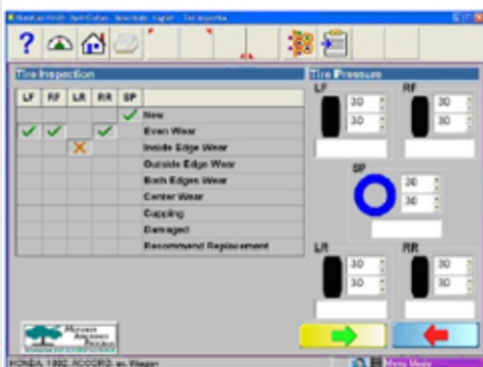 Tire Inspection
LF RF LR RR SP
New
Even Wear
Inside Edge Wear
Outside Edge Wear
Both Edges Wear
Center Wear
Cupping
Damaged
Recommend Replacement
Tire Pressure
LF RF
30 30
30 30
SP
30
30
LR RR
30 30
30 30
HONDA, 1992, ACCORD,